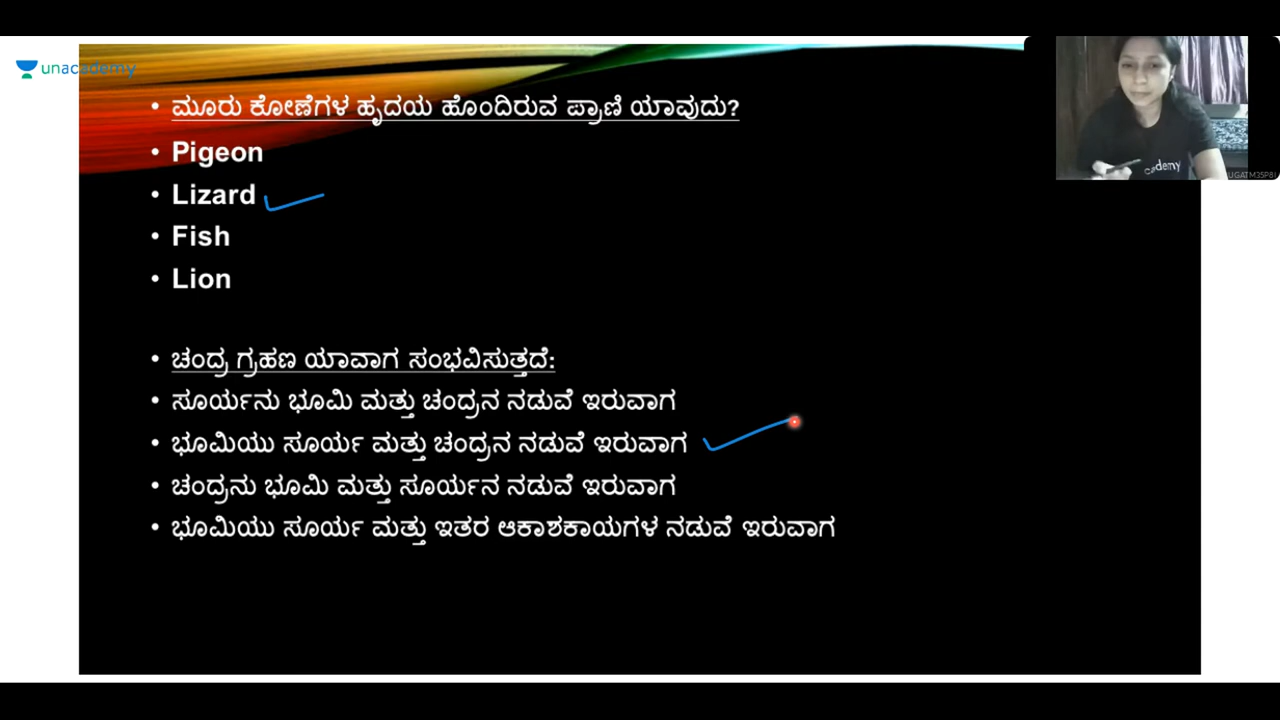 unacademy
• ಮೂರು ಕೋಣೆಗಳ ಹೃದಯ ಹೊಂದಿರುವ ಪ್ರಾಣಿ ಯಾವುದು?
• Pigeon
• Lizard
• Fish
• Lion
• ಚಂದ್ರ ಗ್ರಹಣ ಯಾವಾಗ ಸಂಭವಿಸುತ್ತದೆ:
• ಸೂರ್ಯನು ಭೂಮಿ ಮತ್ತು ಚಂದ್ರನ ನಡುವೆ ಇರುವಾಗ
• ಭೂಮಿಯು ಸೂರ್ಯ ಮತ್ತು ಚಂದ್ರನ ನಡುವೆ ಇರುವಾಗ
• ಚಂದ್ರನು ಭೂಮಿ ಮತ್ತು ಸೂರ್ಯನ ನಡುವೆ ಇರುವಾಗ
• ಭೂಮಿಯು ಸೂರ್ಯ ಮತ್ತು ಇತರ ಆಕಾಶಕಾಯಗಳ ನಡುವೆ ಇರುವಾಗ